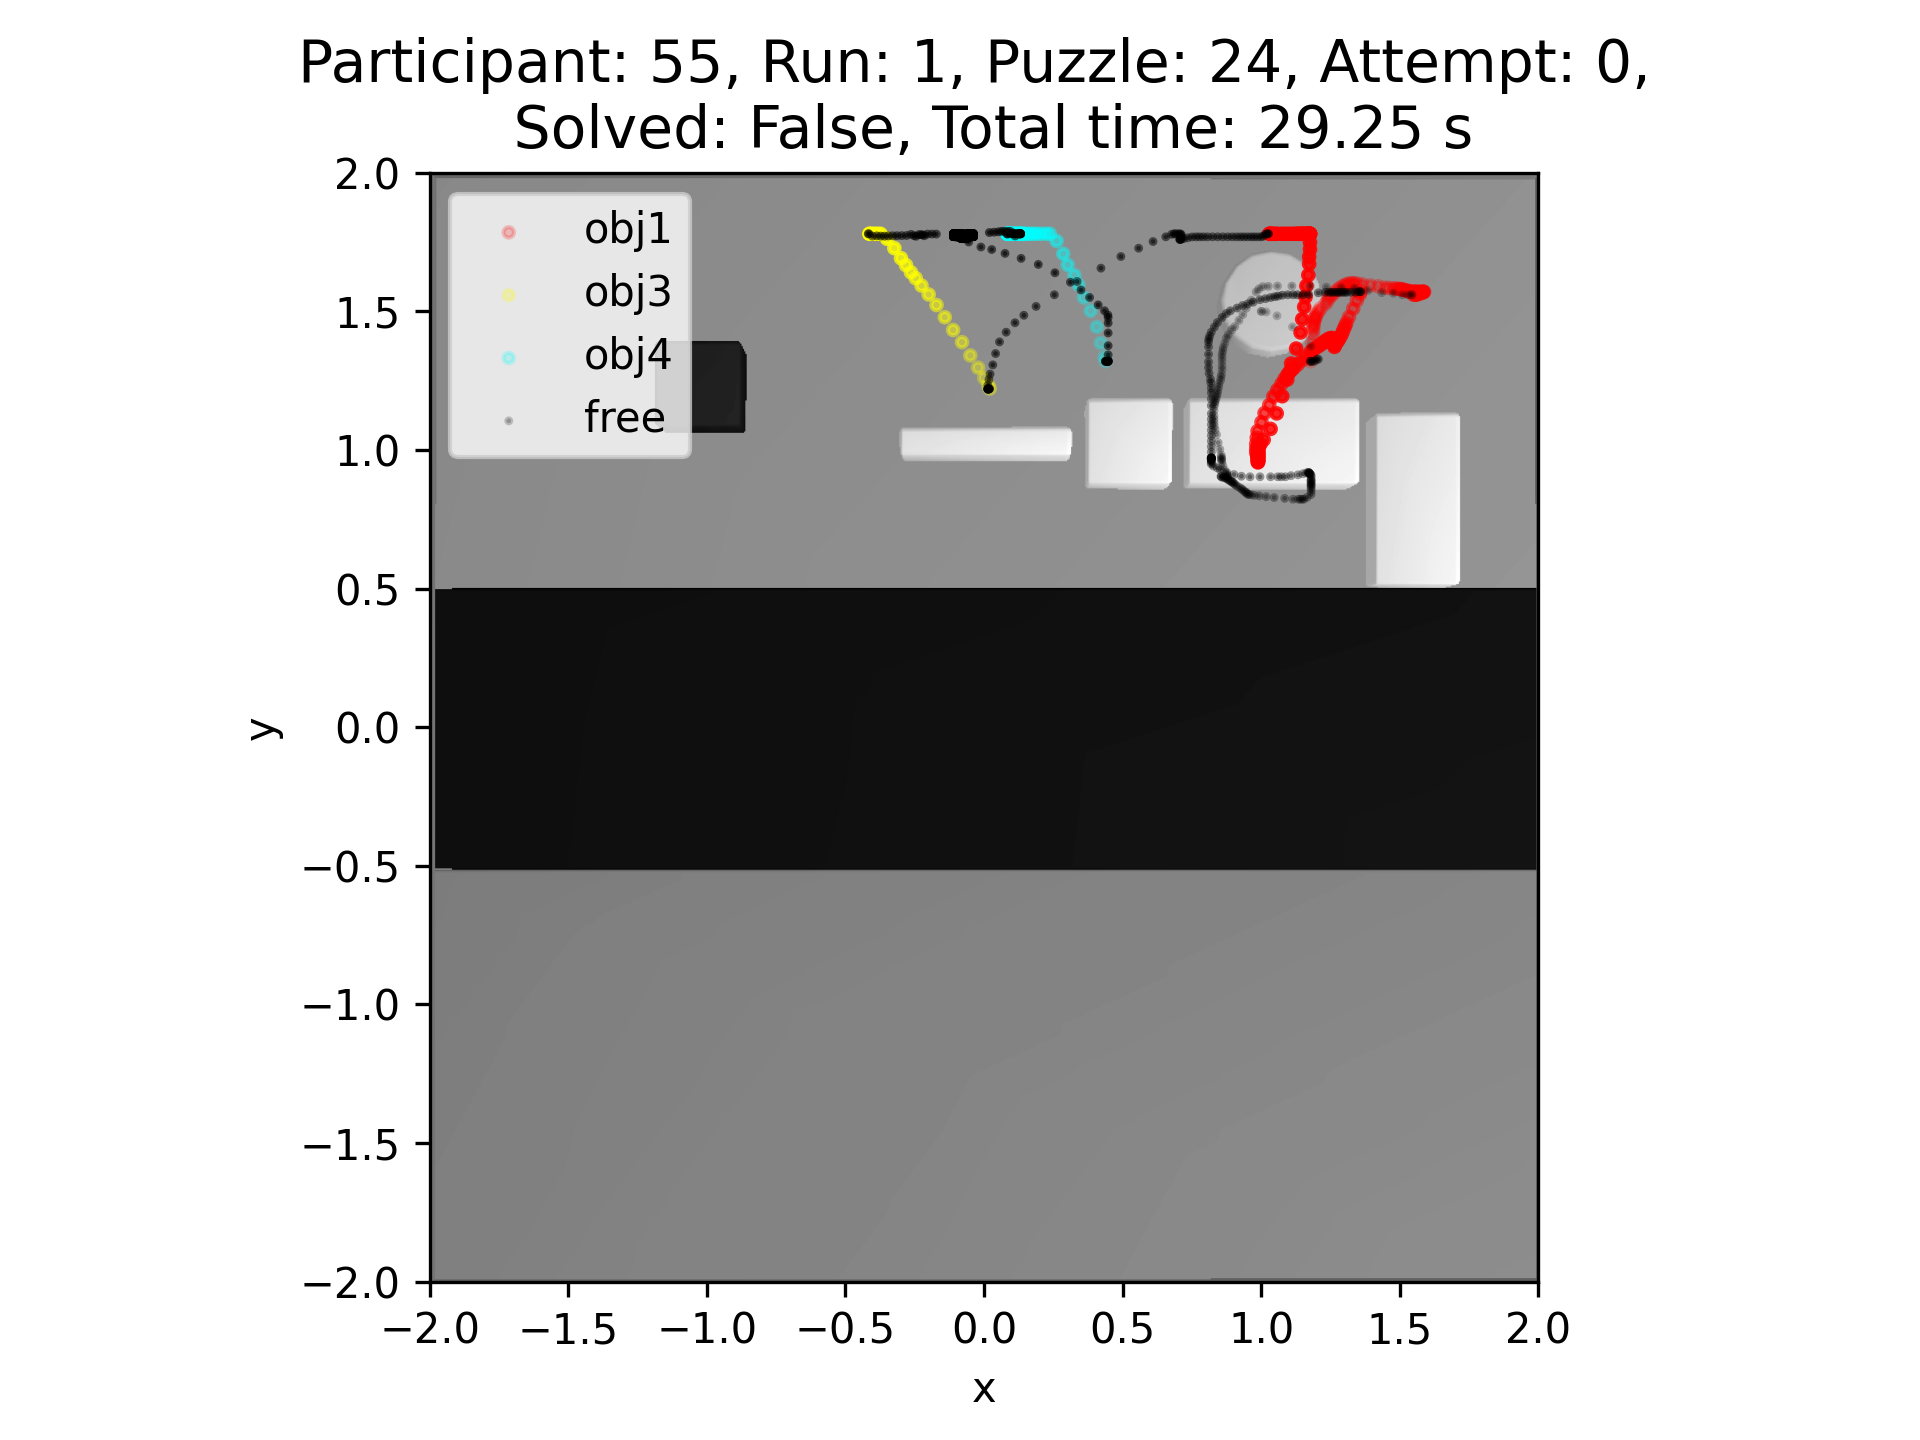 Participant: 55, Run: 1, Puzzle: 24, Attempt: 0,
Solved: False, Total time: 29.25 s
obj1
obj3
obj4
free
2.0
1.5
1.0
0.5
0.0
−0.5
−1.0
−1.5
−2.0
y
−2.0 −1.5 −1.0 −0.5 0.0 0.5 1.0 1.5 2.0
x